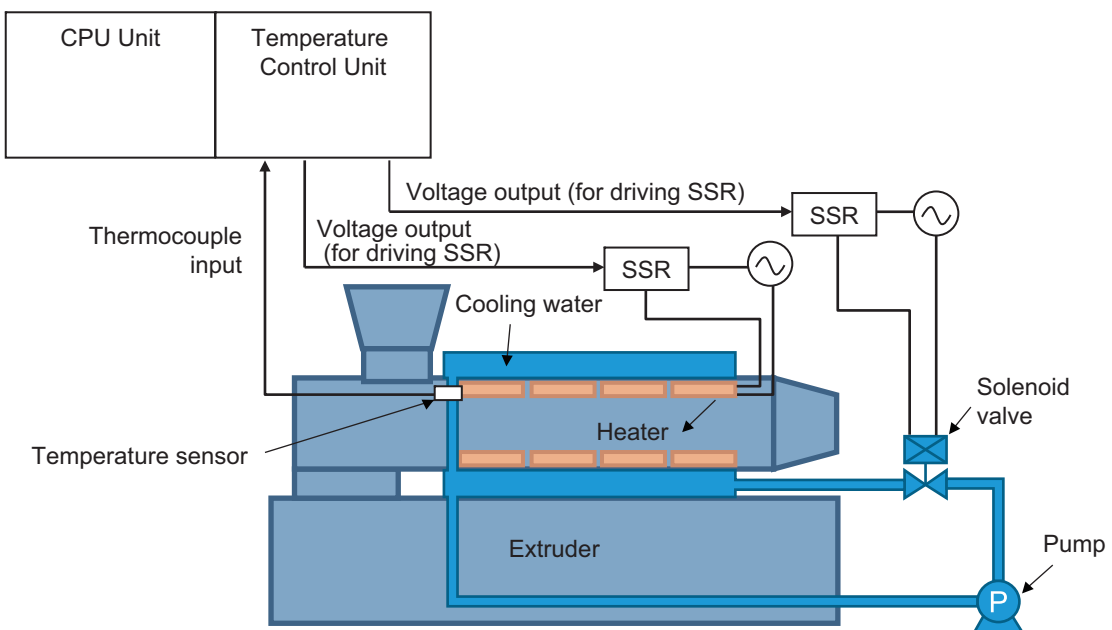 CPU Unit
Temperature
Control Unit
Voltage output (for driving SSR)
SSR
Thermocouple
input
Voltage output
(for driving SSR)
SSR
Cooling water
Solenoid
valve
Heater
Temperature sensor
Extruder
Pump
P